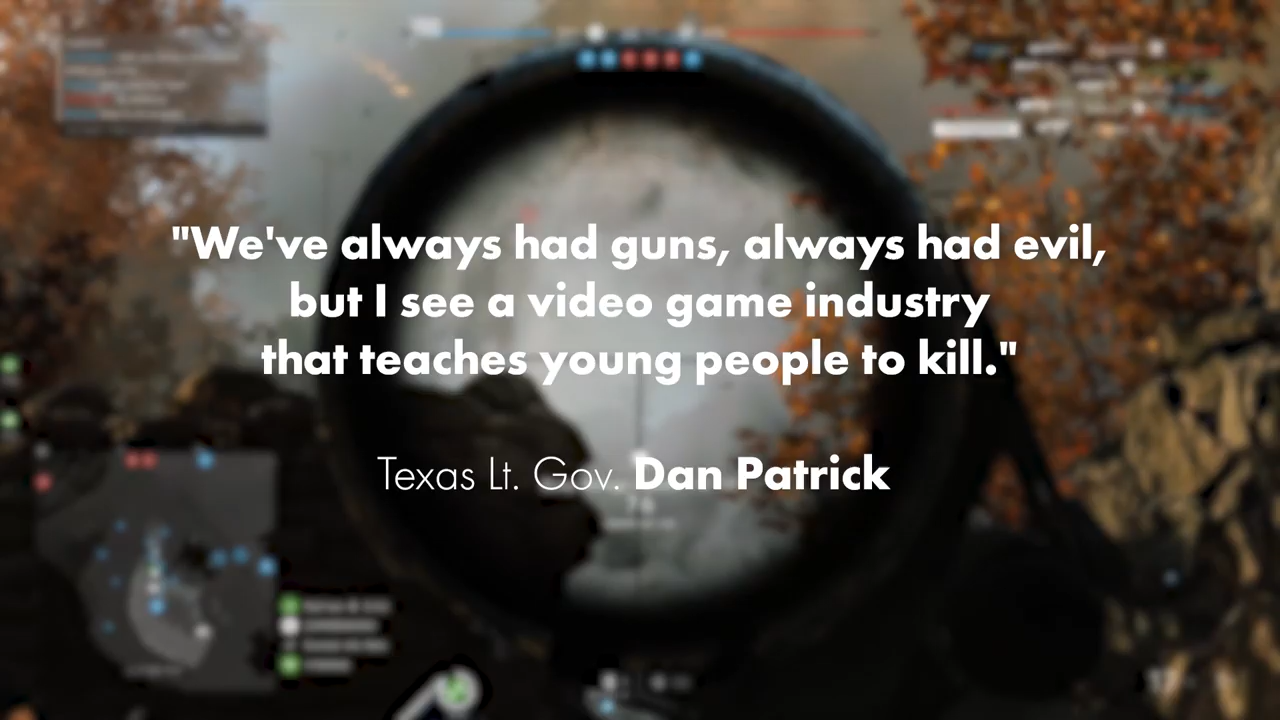 "We've always had guns, always had evil,
but I see a video game industry
that teaches young people to kill."
Texas Lt. Gov. Dan Patrick